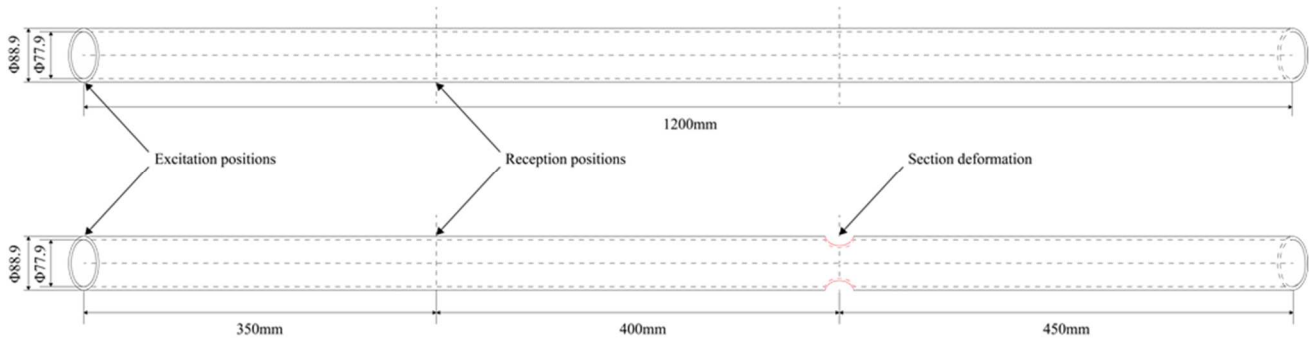 Φ88.9
Φ77.9
1200mm
Excitation positions
Reception positions
Section deformation
Φ88.9
Φ77.9
350mm
400mm
450mm